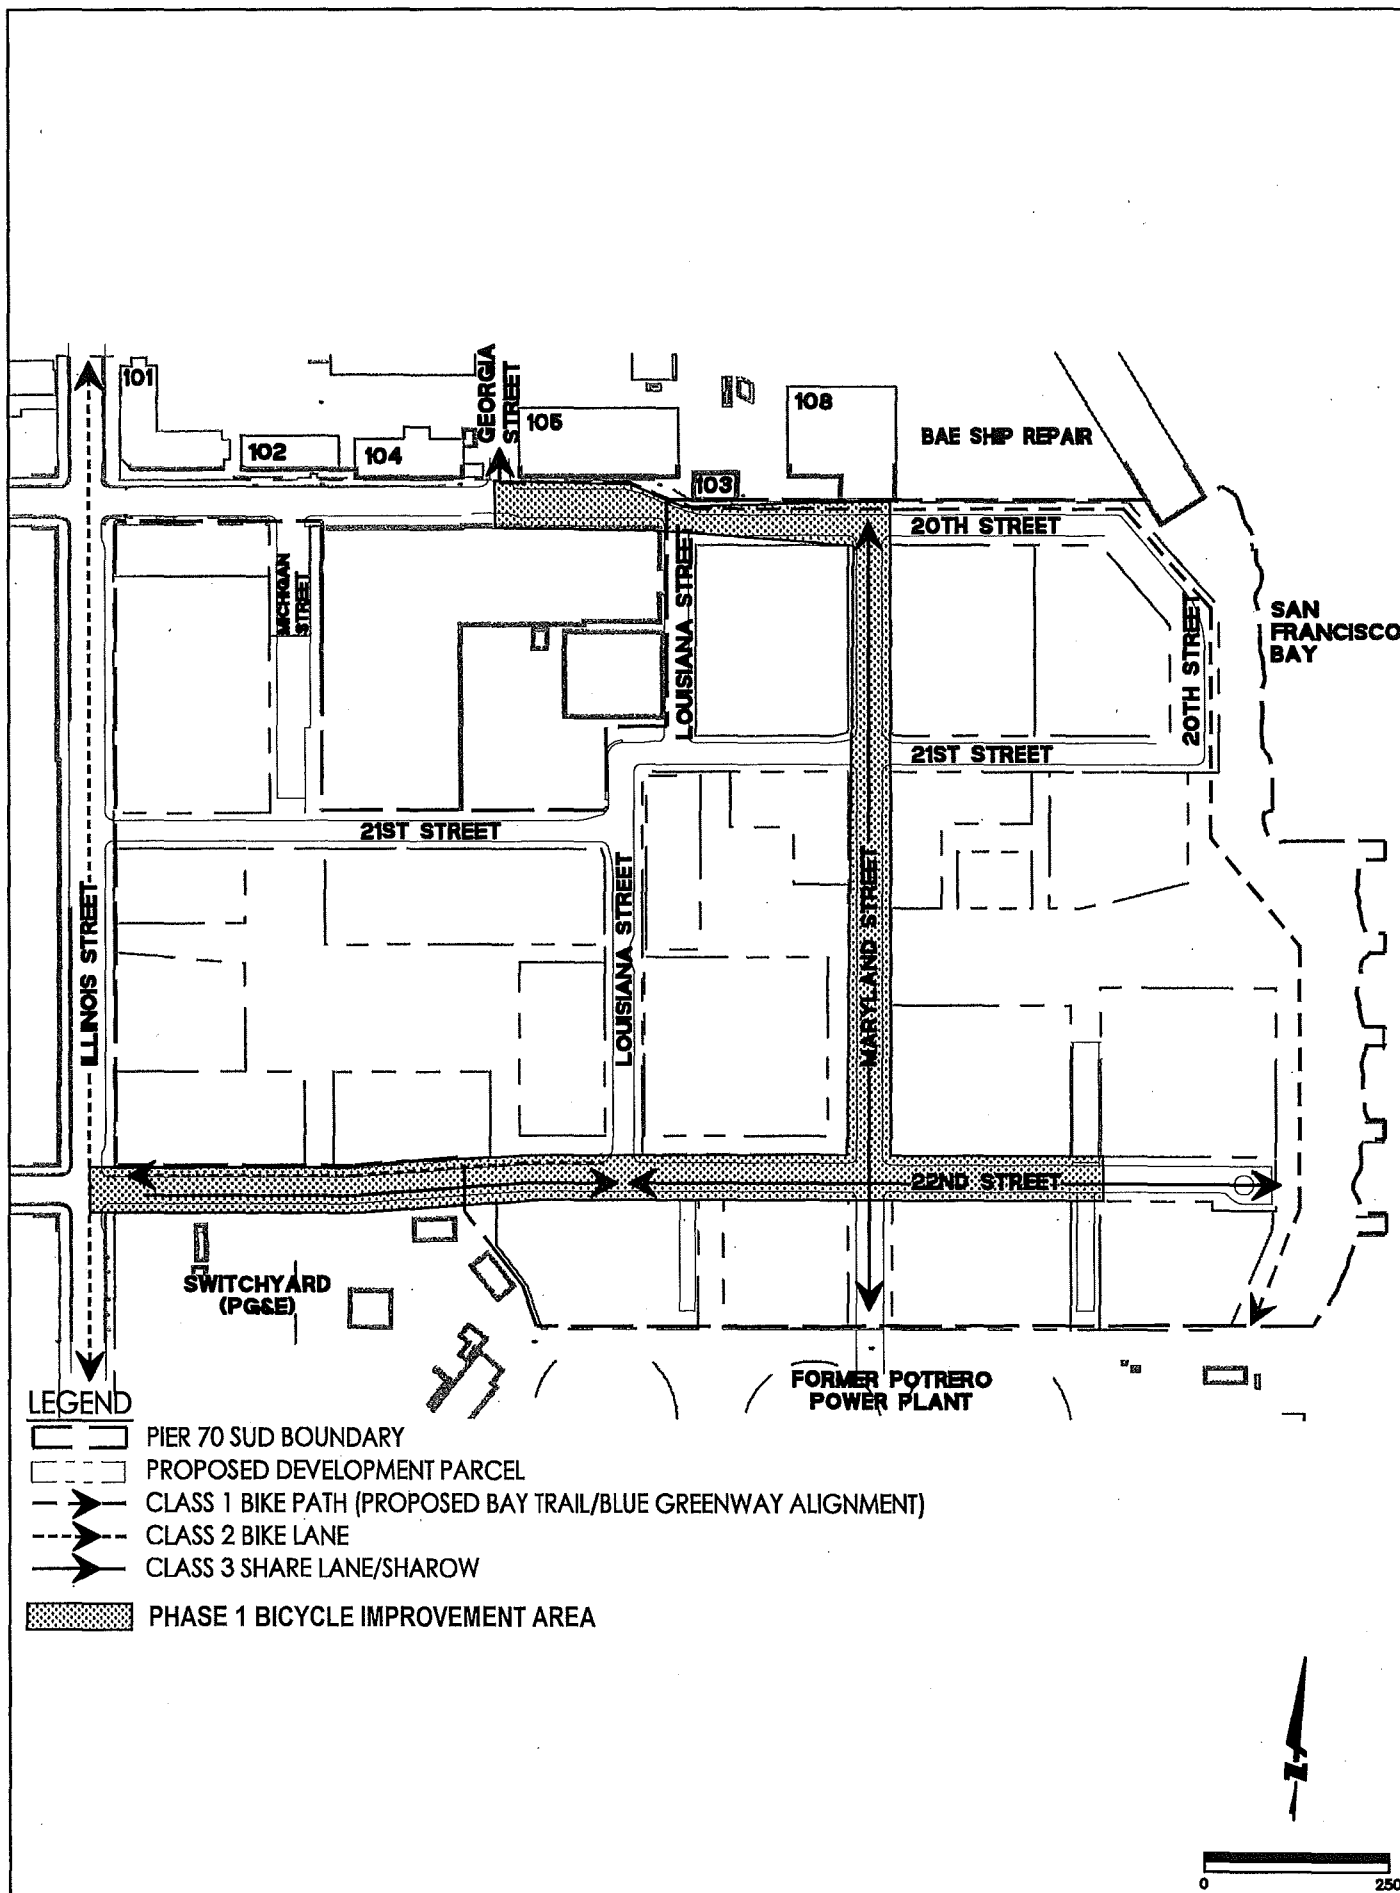 GEORGIA
STREET
101
102
104
105
108
103
BAE SHIP REPAIR
20TH STREET
MICHIGAN
STREET
LOUISIANA STREET
20TH STREET
SAN
FRANCISCO
BAY
21ST STREET
21ST STREET
ILLINOIS STREET
LOUISIANA STREET
MARYLAND STREET
22ND STREET
SWITCHYARD
(PG&E)
FORMER POTRERO
POWER PLANT
LEGEND
PIER 70 SUD BOUNDARY
PROPOSED DEVELOPMENT PARCEL
CLASS 1 BIKE PATH (PROPOSED BAY TRAIL/BLUE GREENWAY ALIGNMENT)
CLASS 2 BIKE LANE
CLASS 3 SHARE LANE/SHAROW
PHASE 1 BICYCLE IMPROVEMENT AREA
Z
0 250